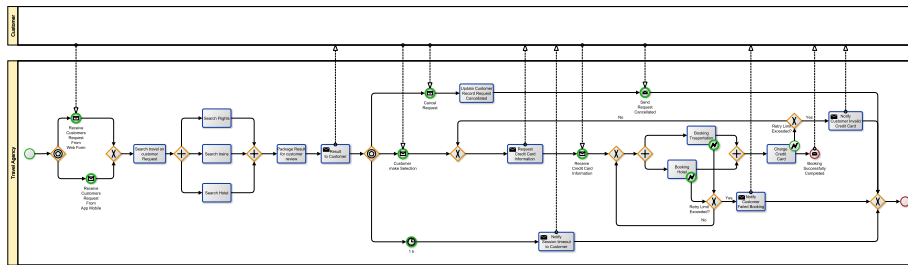 Customer
Travel Agency
Receive
Customers
Request
From
Web Form
Receive
Customers
Request
From
App Mobile
Search travel on
customer
Request
Search Flights
Search trains
Search Hotel
Package Result
for customer
review
Result
to Customer
Cancel
Request
Update Customer
Record Request
Cancelled
Customer
make Selection
Request
Credit Card
Information
Receive
Credit Card
Information
Notify
Session timeout
to Customer
Send
Request
Cancelled
No
Booking
Trasportation
Booking
Hotel
Retry Limit
Exceeded?
Yes
No
Notify
Customer
Failed Booking
Charge
Credit
Card
Retry Limit
Exceeded?
Yes
Notify
Customer Invalid
Credit Card
Booking
Successfully
Completed